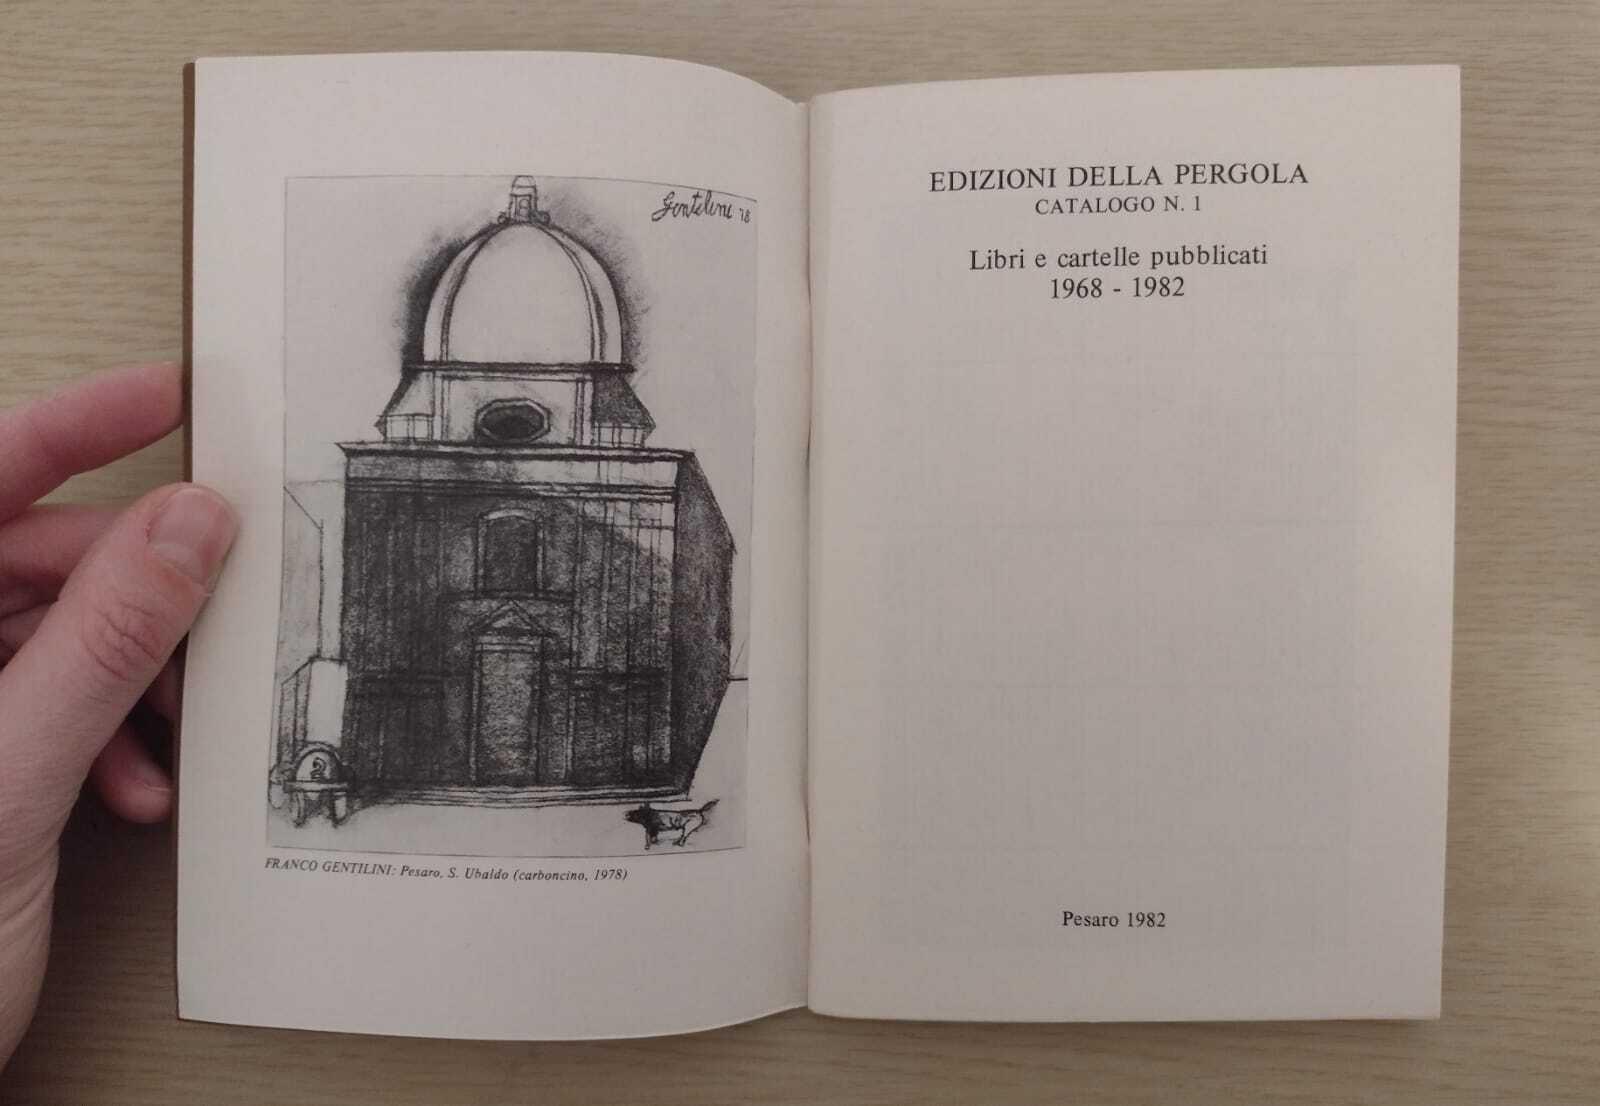 Gentilini '78
2
FRANCO GENTILINI: Pesaro, S. Ubaldo (carboncino, 1978)
EDIZIONI DELLA PERGOLA
CATALOGO N. 1
Libri e cartelle pubblicati
1968 - 1982
Pesaro 1982